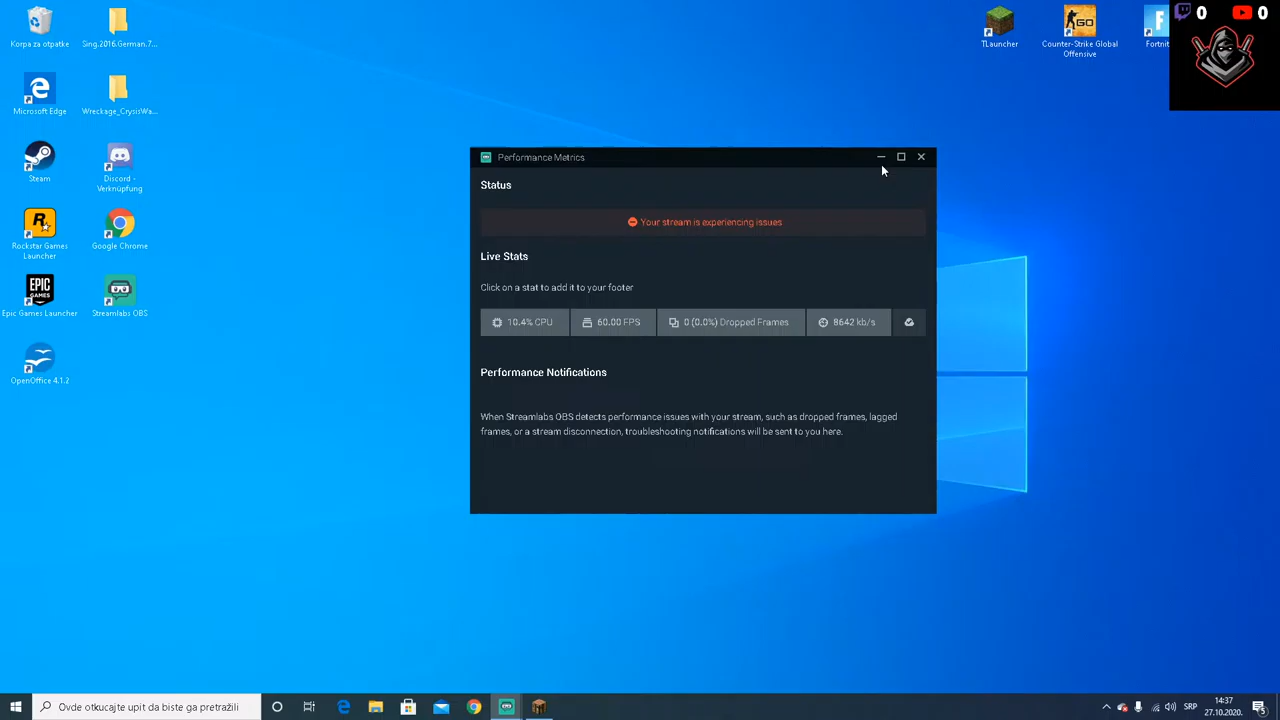 Korpa za otpatke
Sing.2016.German.7...
Microsoft Edge
Wreckage_CrysisWa...
Steam
Discord -
Verknüpfung
Rockstar Games
Launcher
Google Chrome
Epic Games Launcher
Streamlabs OBS
OpenOffice 4.1.2
TLauncher
GO
Counter-Strike Global
Offensive
Fortnit
0
0
Performance Metrics
Status
Your stream is experiencing issues
Live Stats
Click on a stat to add it to your footer
10.4% CPU
60.00 FPS
0 (0.0%) Dropped Frames
8642 kb/s
Performance Notifications
When Streamlabs OBS detects performance issues with your stream, such as dropped frames, lagged
frames, or a stream disconnection, troubleshooting notifications will be sent to you here.
Ovde otkucajte upit da biste ga pretražili
SRP
14:37
27.10.2020.
5